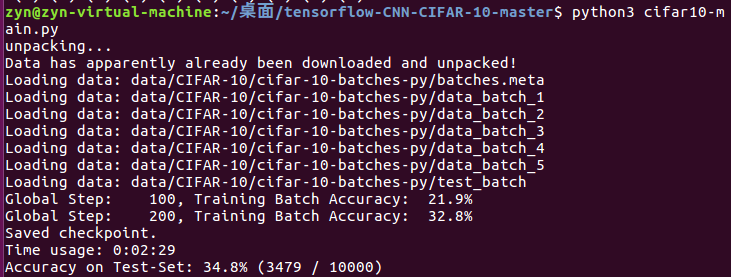 zyn@zyn-virtual-machine:~/桌面/tensorflow-CNN-CIFAR-10-master$ python3 cifar10-m
ain.py
unpacking...
Data has apparently already been downloaded and unpacked!
Loading data: data/CIFAR-10/cifar-10-batches-py/batches.meta
Loading data: data/CIFAR-10/cifar-10-batches-py/data_batch_1
Loading data: data/CIFAR-10/cifar-10-batches-py/data_batch_2
Loading data: data/CIFAR-10/cifar-10-batches-py/data_batch_3
Loading data: data/CIFAR-10/cifar-10-batches-py/data_batch_4
Loading data: data/CIFAR-10/cifar-10-batches-py/data_batch_5
Loading data: data/CIFAR-10/cifar-10-batches-py/test_batch
Global Step:    100, Training Batch Accuracy:  21.9%
Global Step:    200, Training Batch Accuracy:  32.8%
Saved checkpoint.
Time usage: 0:02:29
Accuracy on Test-Set: 34.8% (3479 / 10000)